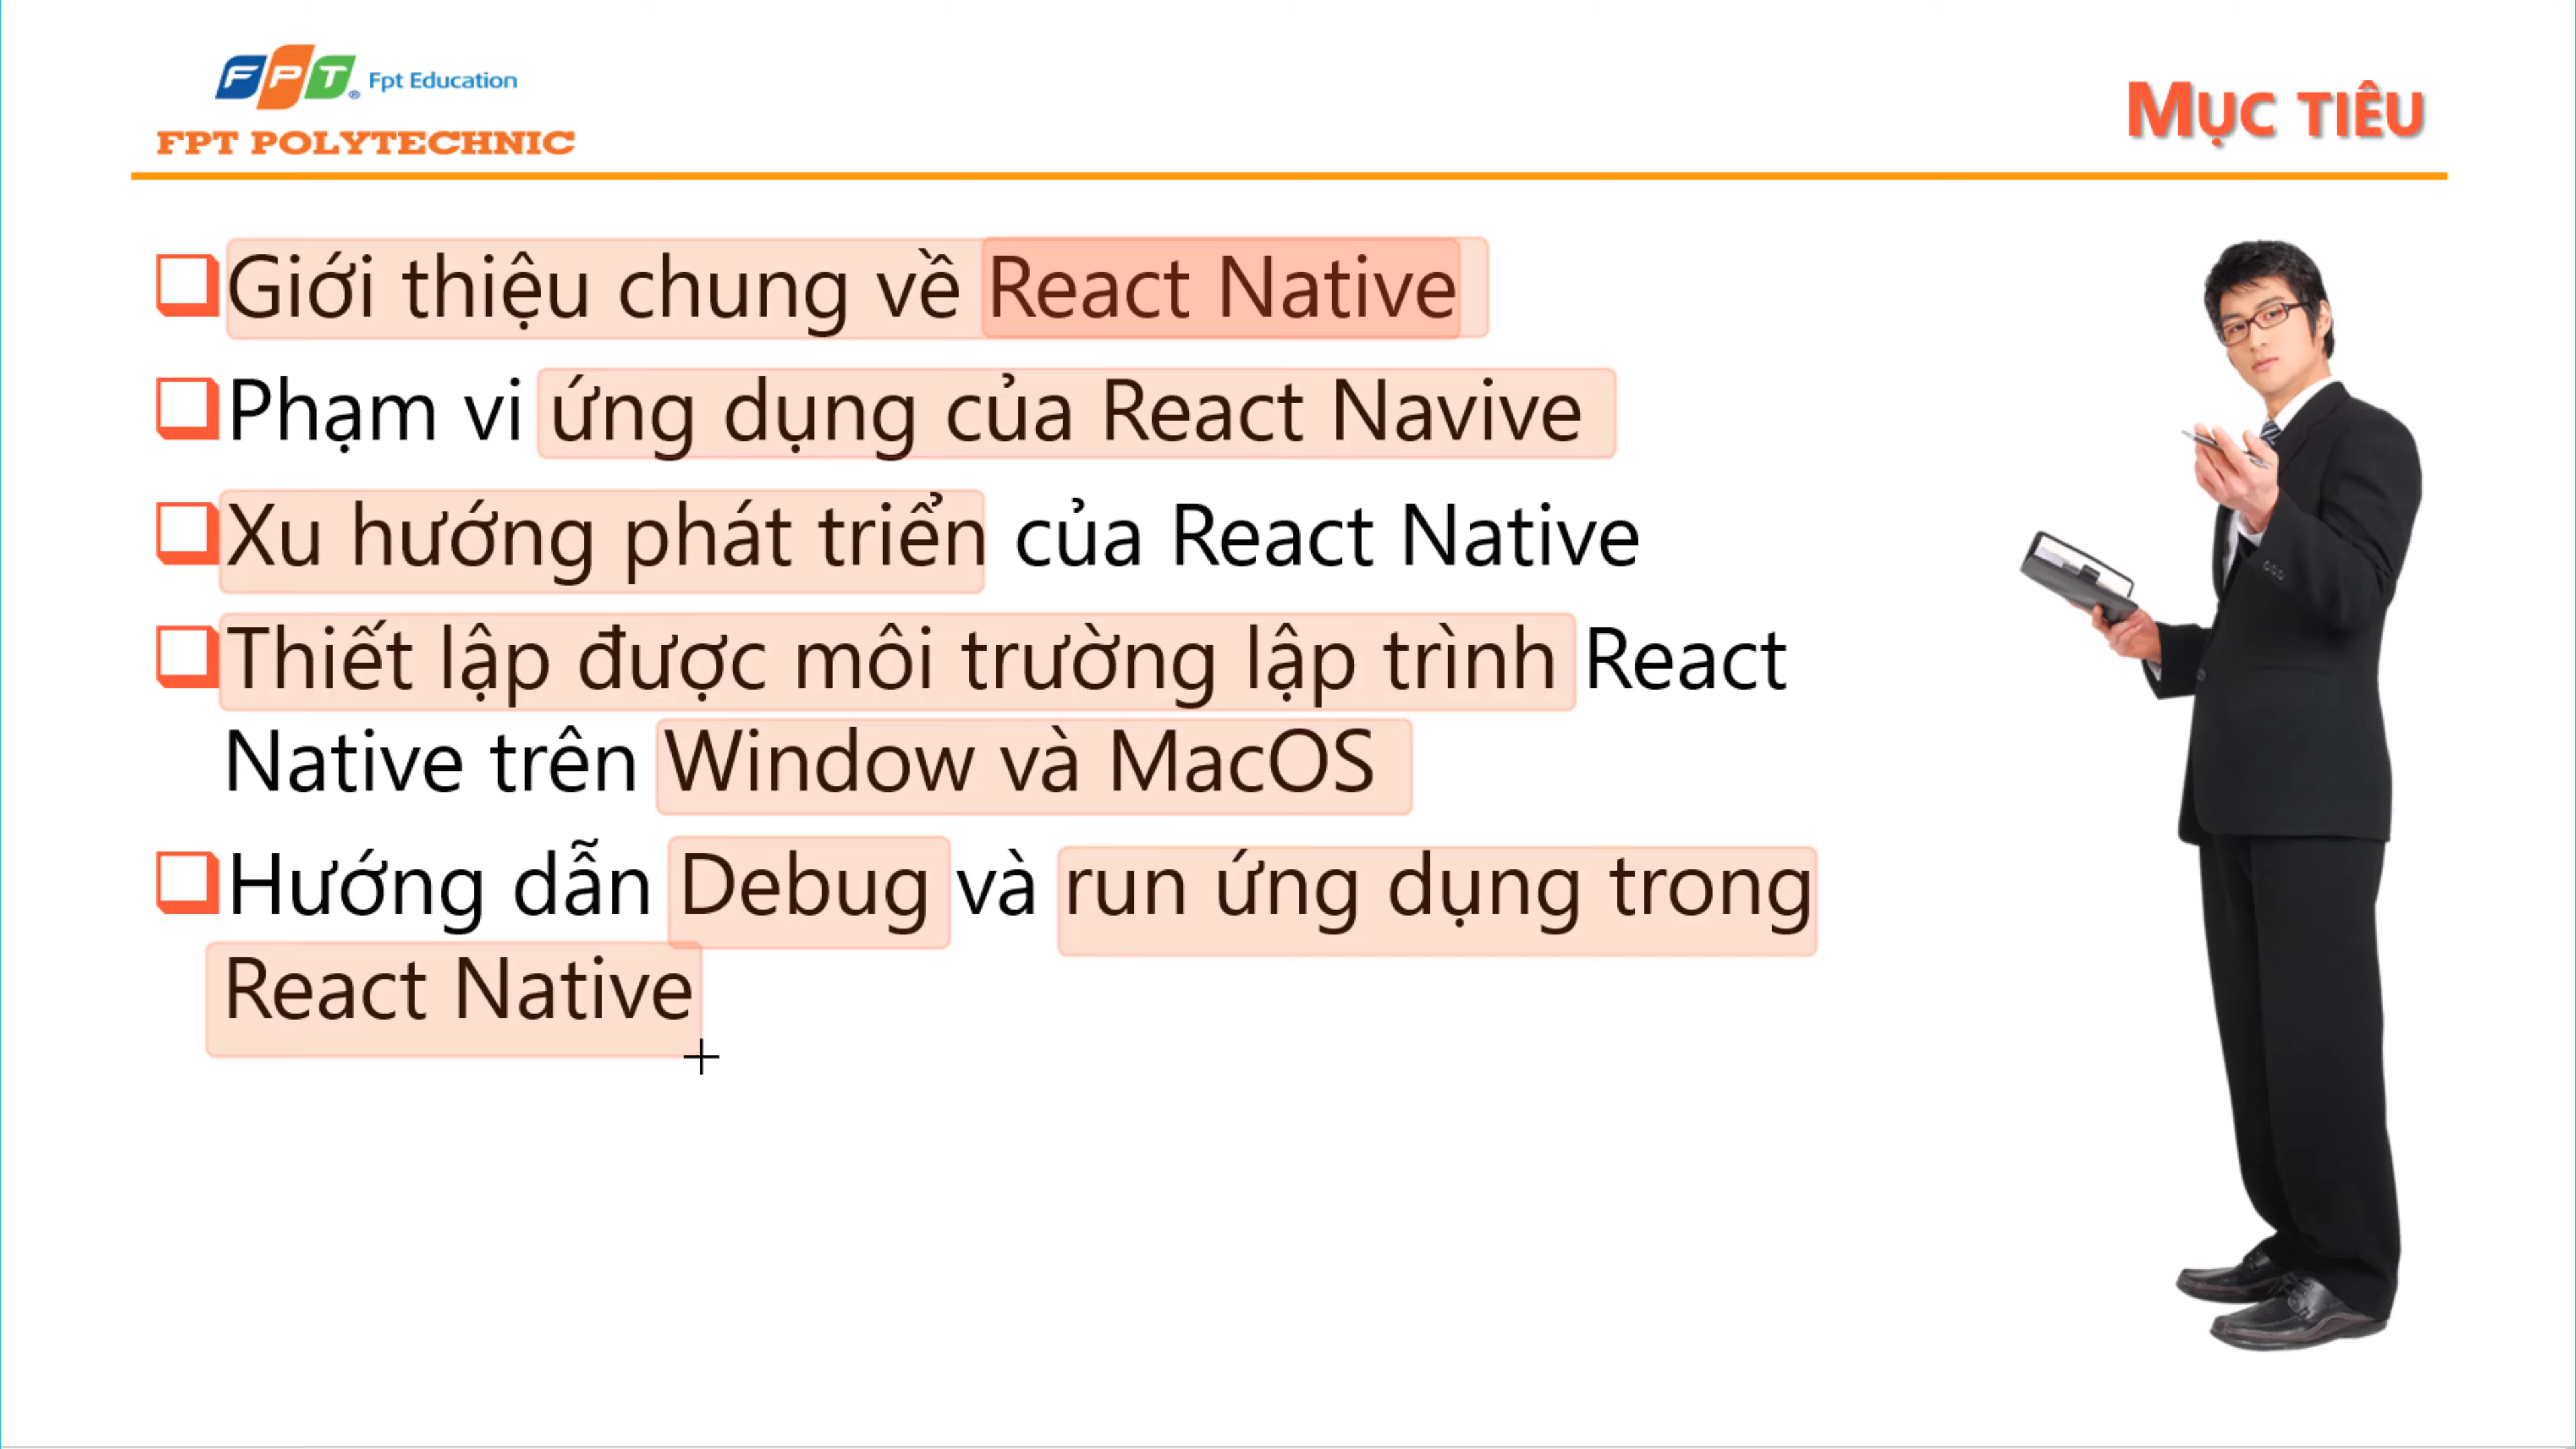 FPT Fpt Education
FPT POLYTECHNIC
MỤC TIÊU
Giới thiệu chung về React Native
Phạm vi ứng dụng của React Navive
Xu hướng phát triển của React Native
Thiết lập được môi trường lập trình React
Native trên Window và MacOS
Hướng dẫn Debug và run ứng dụng trong
React Native